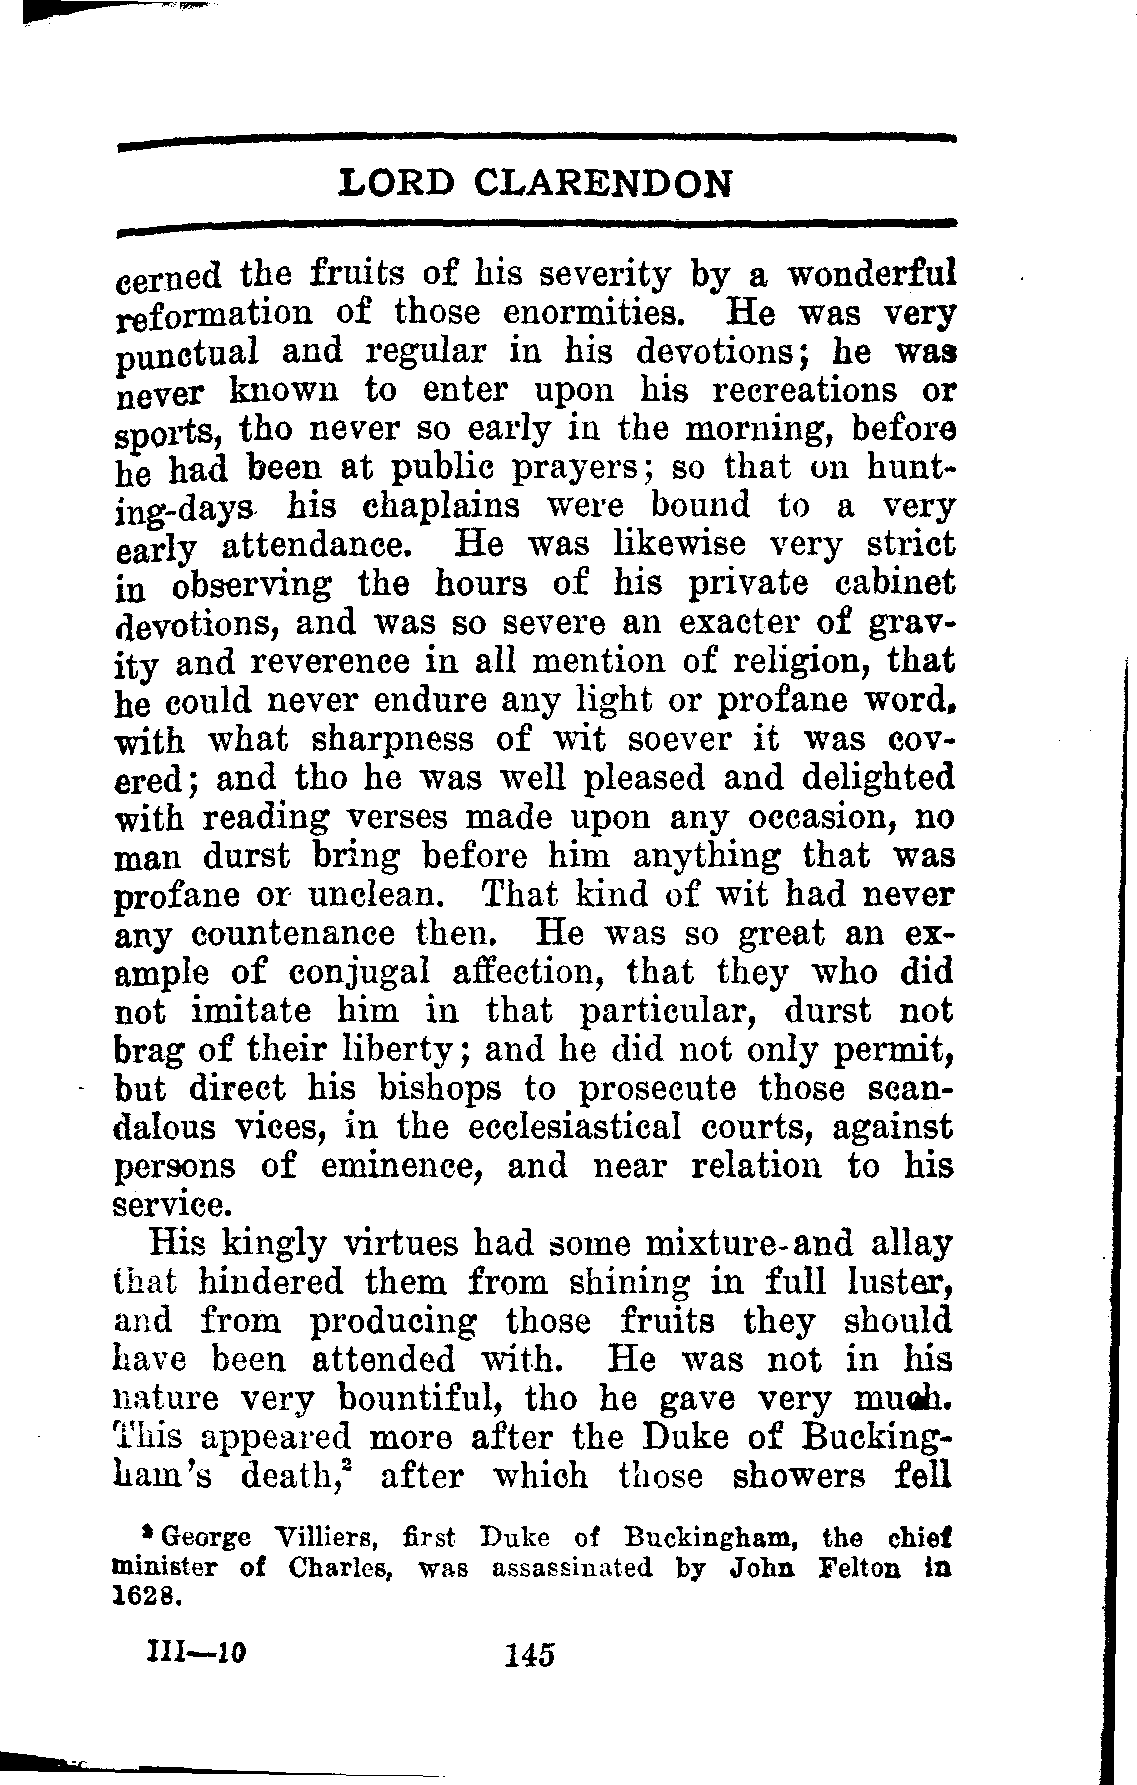 LORD CLARENDON
cerned the fruits of his severity by a wonderful
reformation of those enormities. He was very
punctual and regular in his devotions; he was
never known to enter upon his recreations or
sports, tho never so early in the morning, before
he had been at public prayers; so that on hunt-
ing-days his chaplains were bound to a very
early attendance. He was likewise very strict
in observing the hours of his private cabinet
devotions, and was so severe an exacter of grav-
ity and reverence in all mention of religion, that
he could never endure any light or profane word,
with what sharpness of wit soever it was cov-
ered; and tho he was well pleased and delighted
with reading verses made upon any occasion, no
man durst bring before him anything that was
profane or unclean. That kind of wit had never
any countenance then. He was so great an ex-
ample of conjugal affection, that they who did
not imitate him in that particular, durst not
brag of their liberty; and he did not only permit,
but direct his bishops to prosecute those scan-
dalous vices, in the ecclesiastical courts, against
persons of eminence, and near relation to his
service.
His kingly virtues had some mixture and allay
that hindered them from shining in full luster,
and from producing those fruits they should
have been attended with. He was not in his
nature very bountiful, tho he gave very much.
This appeared more after the Duke of Bucking-
ham's death,² after which those showers fell
² George Villiers, first Duke of Buckingham, the chief
minister of Charles, was assassinated by John Felton in
1628.
III—10 145